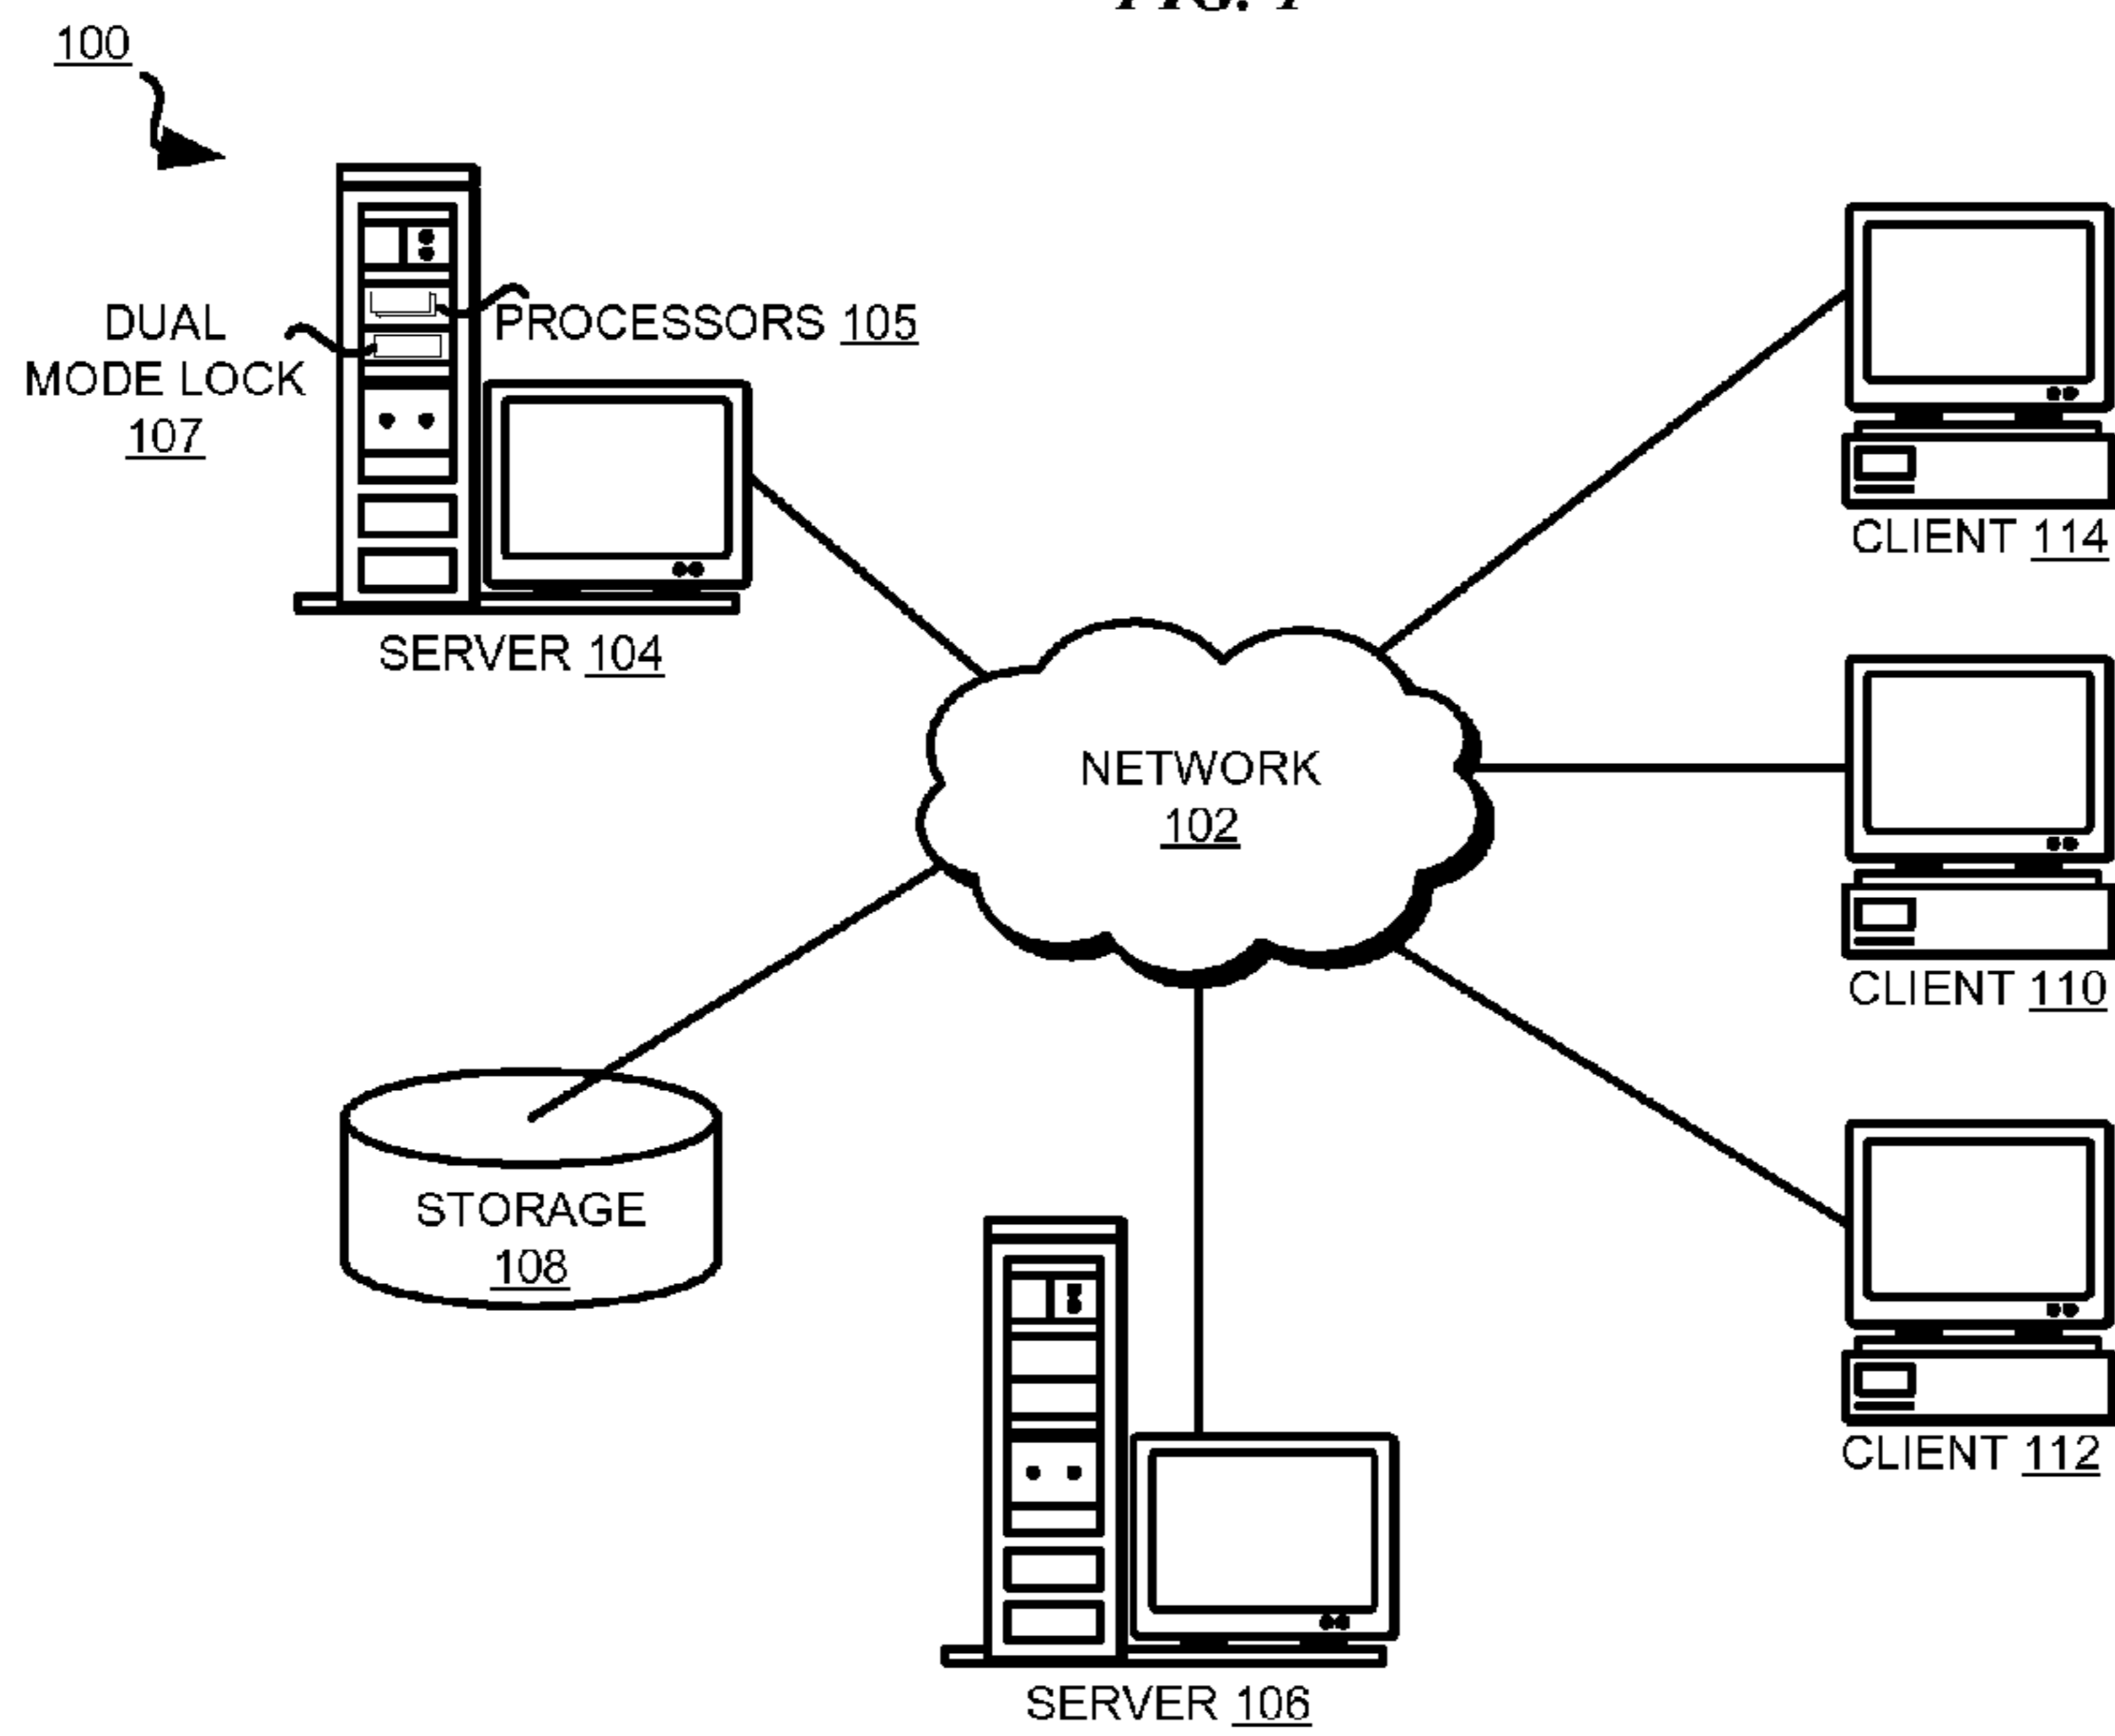 100
DUAL
MODE LOCK
107
PROCESSORS 105
SERVER 104
CLIENT 114
NETWORK
102
CLIENT 110
STORAGE
108
CLIENT 112
SERVER 106